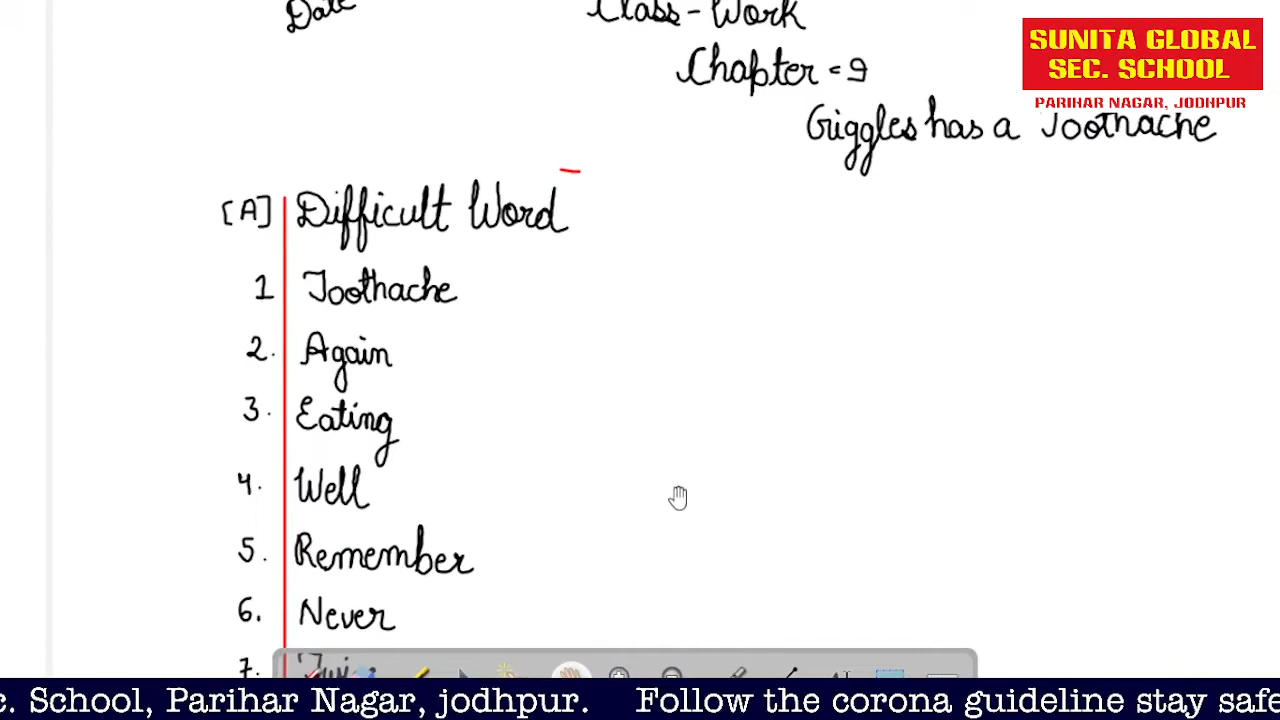 Date
Class - Work
Chapter - 9
Giggles has a Toothache
SUNITA GLOBAL
SEC. SCHOOL
PARIHAR NAGAR, JODHPUR
[A] Difficult Word
1 Toothache
2. Again
3. Eating
4. Well
5. Remember
6. Never
7.
c. School, Parihar Nagar, jodhpur. Follow the corona guideline stay safe